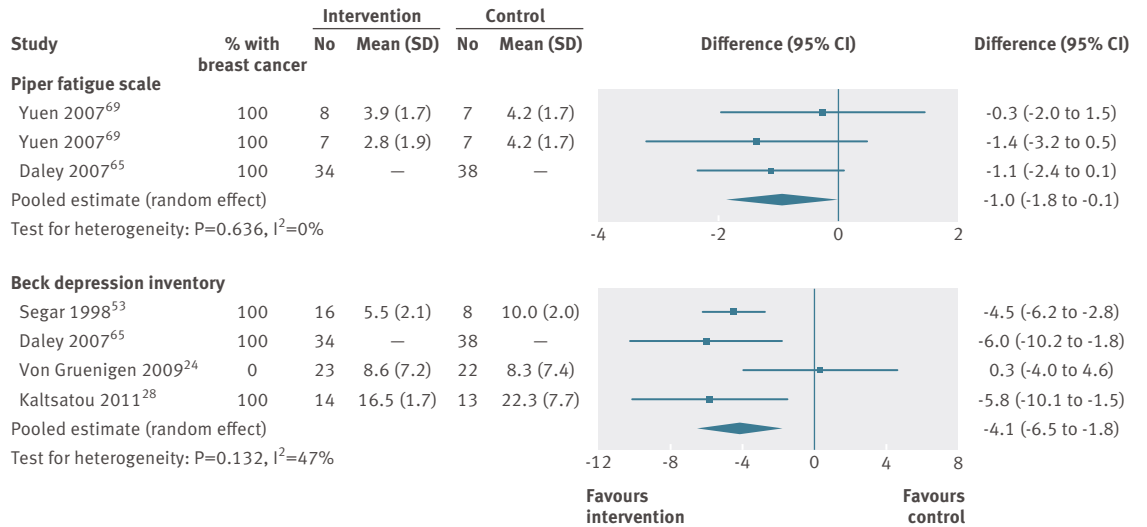 Intervention Control
Study % with breast cancer No Mean (SD) No Mean (SD) Difference (95% CI) Difference (95% CI)
Piper fatigue scale
Yuen 2007⁶⁹ 100 8 3.9 (1.7) 7 4.2 (1.7) -0.3 (-2.0 to 1.5)
Yuen 2007⁶⁹ 100 7 2.8 (1.9) 7 4.2 (1.7) -1.4 (-3.2 to 0.5)
Daley 2007⁶⁵ 100 34 — 38 — -1.1 (-2.4 to 0.1)
Pooled estimate (random effect) -1.0 (-1.8 to -0.1)
Test for heterogeneity: P=0.636, I²=0%
-4 -2 0 2
Beck depression inventory
Segar 1998⁵³ 100 16 5.5 (2.1) 8 10.0 (2.0) -4.5 (-6.2 to -2.8)
Daley 2007⁶⁵ 100 34 — 38 — -6.0 (-10.2 to -1.8)
Von Gruenigen 2009²⁴ 0 23 8.6 (7.2) 22 8.3 (7.4) 0.3 (-4.0 to 4.6)
Kaltsatou 2011²⁸ 100 14 16.5 (1.7) 13 22.3 (7.7) -5.8 (-10.1 to -1.5)
Pooled estimate (random effect) -4.1 (-6.5 to -1.8)
Test for heterogeneity: P=0.132, I²=47%
-12 -8 -4 0 4 8
Favours intervention Favours control